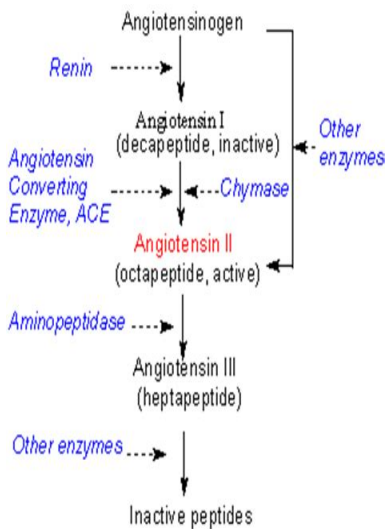 Angiotensinogen
Renin
Angiotensin I
(decapeptide, inactive)
Other
enzymes
Angiotensin
Converting
Enzyme, ACE
Chymase
Angiotensin II
(octapeptide, active)
Aminopeptidase
Angiotensin III
(heptapeptide)
Other enzymes
Inactive peptides